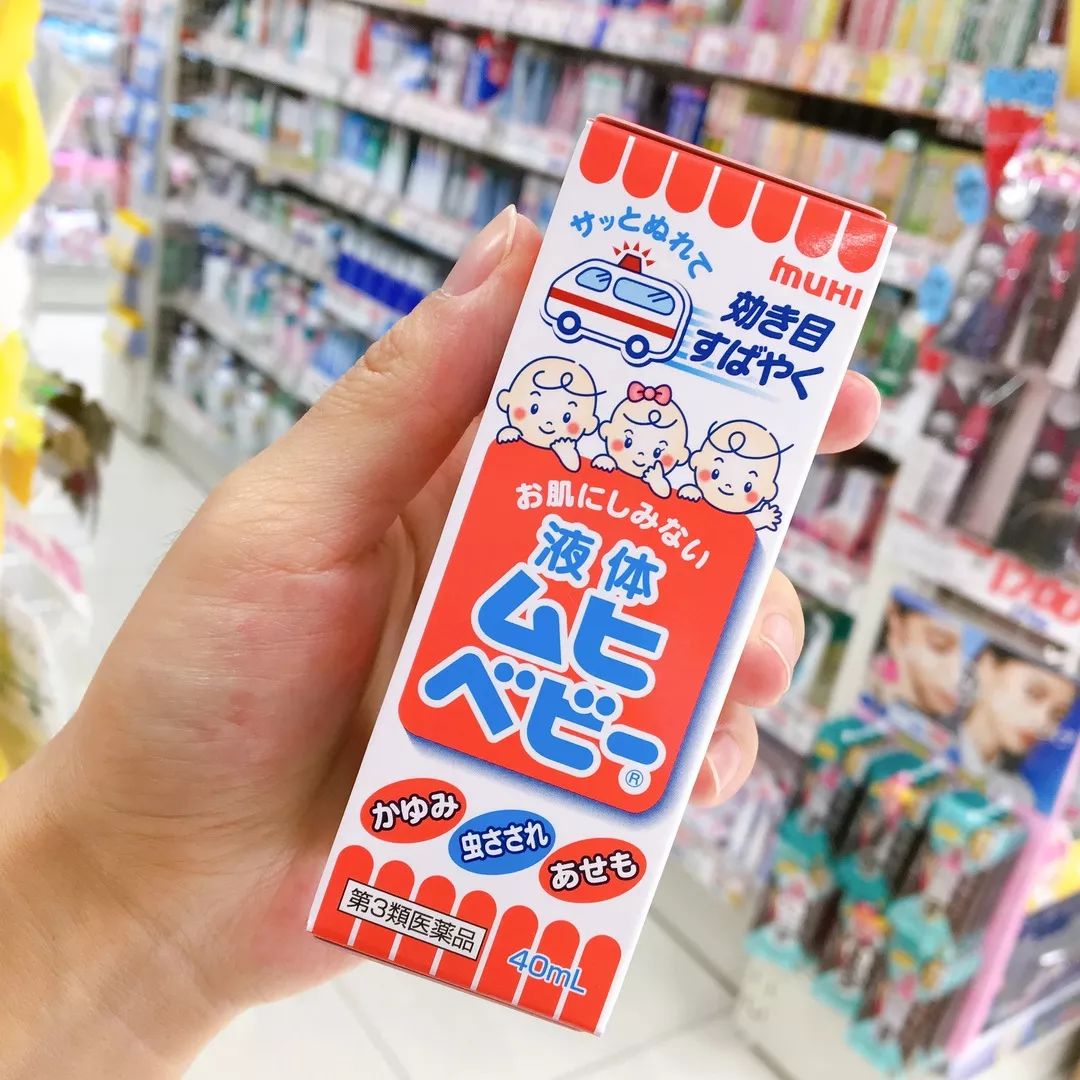 muHI
サッとぬれて
効き目
すばやく
お肌にしみない
液体
ムヒ
ベビー®
かゆみ
虫さされ
あせも
第3類医薬品
40mL